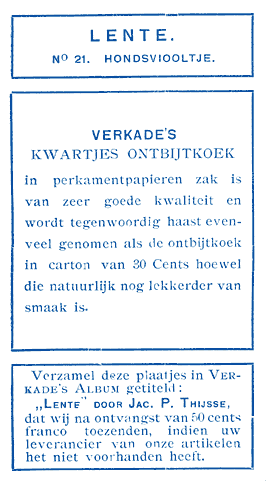 LENTE.
No 21. HONDSVIOOLTJE.
VERKADE'S
KWARTJES ONTBIJTKOEK
in perkamentpapieren zak is
van zeer goede kwaliteit en
wordt tegenwoordig haast even-
veel genomen als de ontbijtkoek
in carton van 30 Cents hoewel
die natuurlijk nog lekkerder van
smaak is.
Verzamel deze plaatjes in VER-
KADE'S ALBUM getiteld:
„LENTE" DOOR JAC. P. THIJSSE,
dat wij na ontvangst van 50 cents
franco toezenden, indien uw
leverancier van onze artikelen
het niet voorhanden heeft.